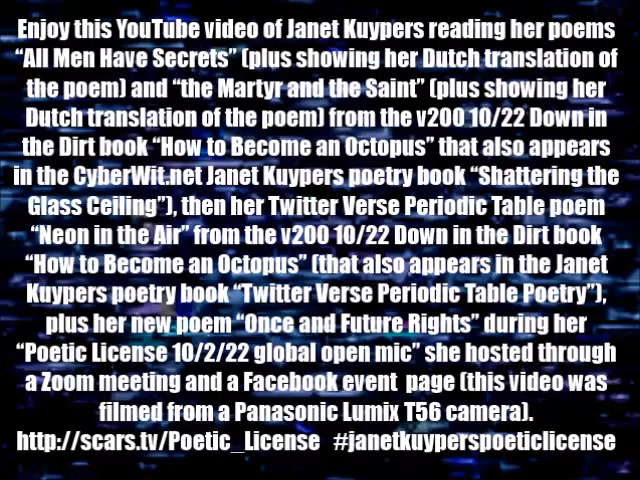 Enjoy this YouTube video of Janet Kuypers reading her poems
“All Men Have Secrets” (plus showing her Dutch translation of
the poem) and “the Martyr and the Saint” (plus showing her
Dutch translation of the poem) from the v200 10/22 Down in
the Dirt book “How to Become an Octopus” that also appears
in the CyberWit.net Janet Kuypers poetry book “Shattering the
Glass Ceiling”), then her Twitter Verse Periodic Table poem
“Neon in the Air” from the v200 10/22 Down in the Dirt book
“How to Become an Octopus” (that also appears in the Janet
Kuypers poetry book “Twitter Verse Periodic Table Poetry”),
plus her new poem “Once and Future Rights” during her
“Poetic License 10/2/22 global open mic” she hosted through
a Zoom meeting and a Facebook event page (this video was
filmed from a Panasonic Lumix T56 camera).
http://scars.tv/Poetic_License #janetkuyperspoeticlicense